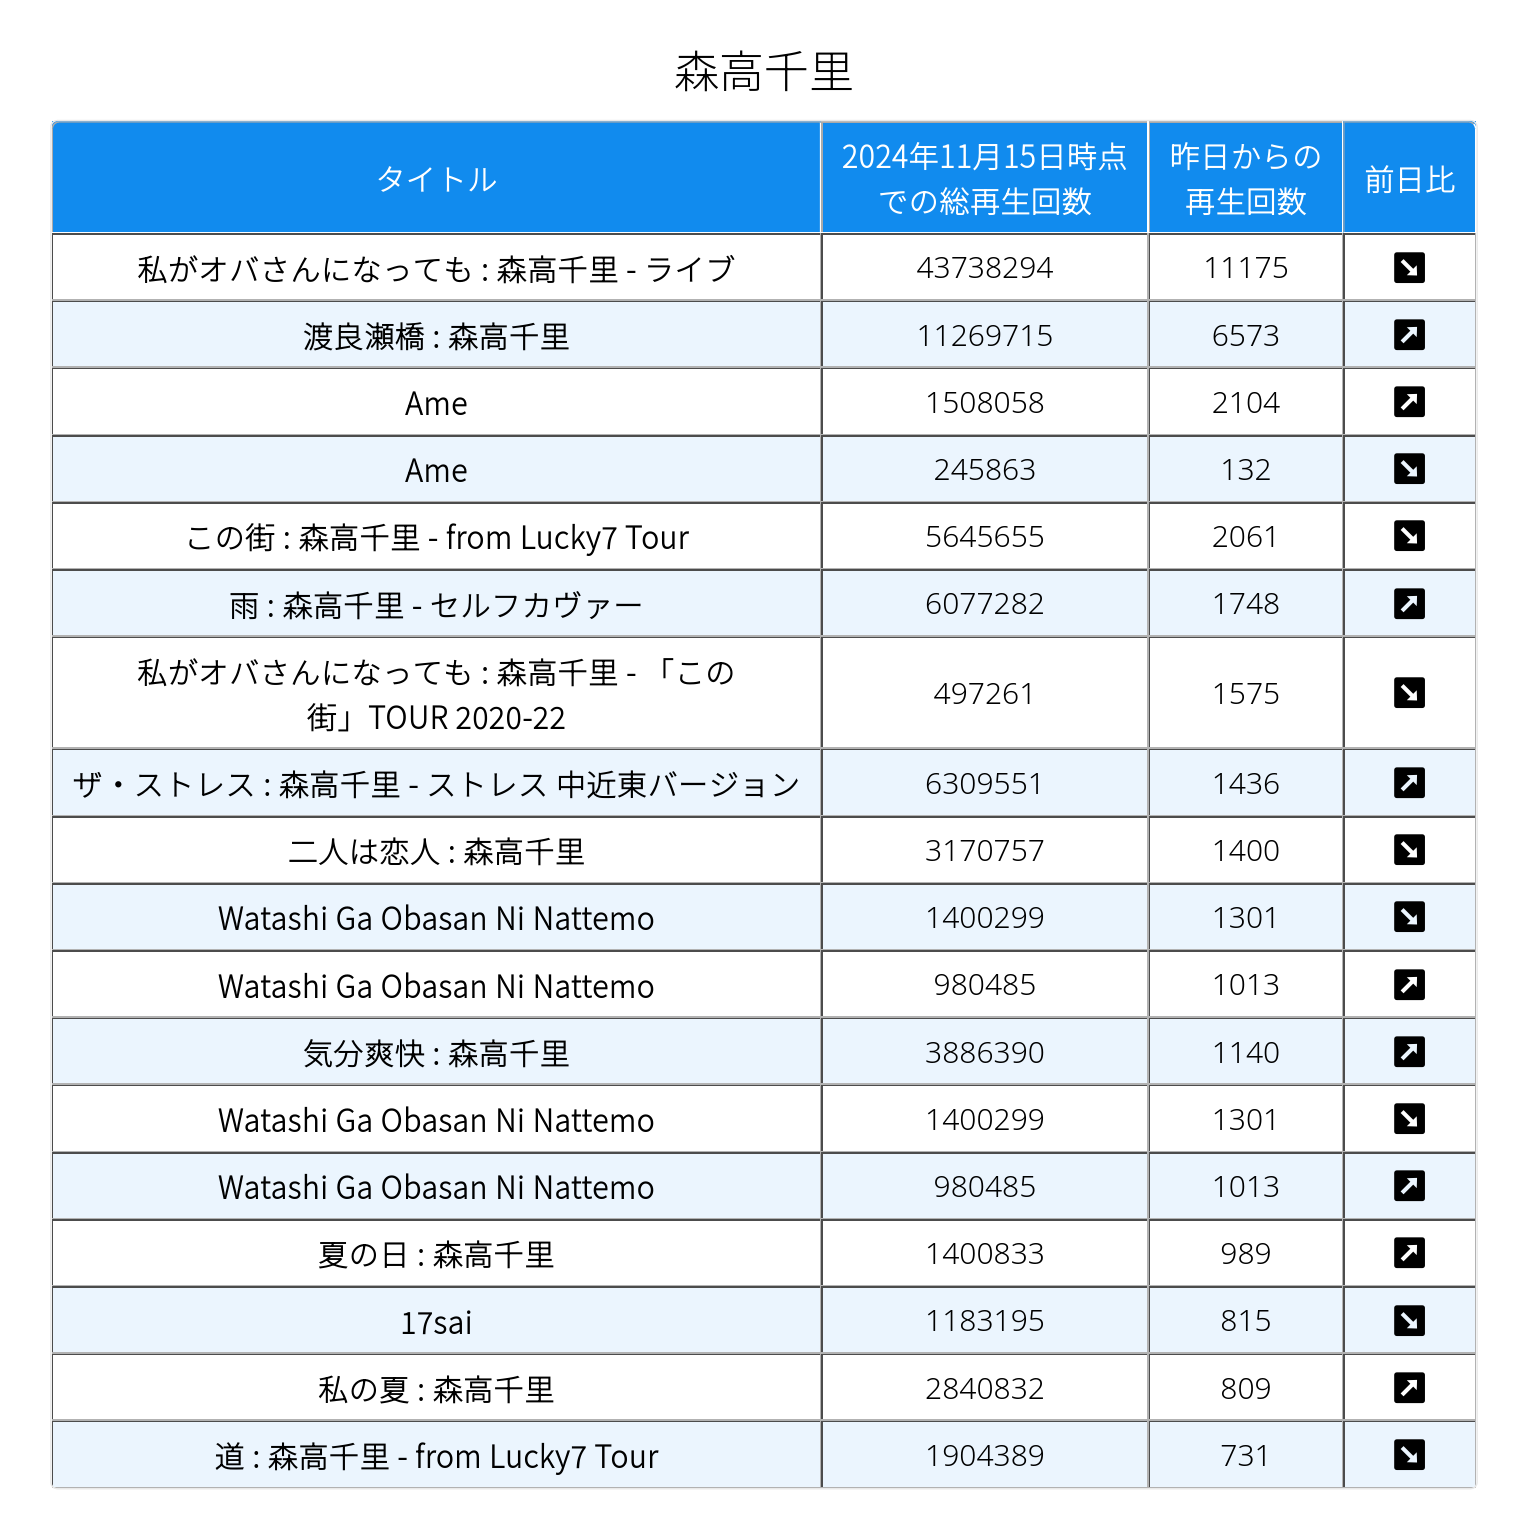 森高千里
タイトル
2024年11月15日時点
での総再生回数
昨日からの
再生回数
前日比
私がオバさんになっても : 森高千里 - ライブ 43738294 11175
渡良瀬橋 : 森高千里 11269715 6573
Ame 1508058 2104
Ame 245863 132
この街 : 森高千里 - from Lucky7 Tour 5645655 2061
雨 : 森高千里 - セルフカヴァー 6077282 1748
私がオバさんになっても : 森高千里 - 「この
街」TOUR 2020-22 497261 1575
ザ・ストレス : 森高千里 - ストレス 中近東バージョン 6309551 1436
二人は恋人 : 森高千里 3170757 1400
Watashi Ga Obasan Ni Nattemo 1400299 1301
Watashi Ga Obasan Ni Nattemo 980485 1013
気分爽快 : 森高千里 3886390 1140
Watashi Ga Obasan Ni Nattemo 1400299 1301
Watashi Ga Obasan Ni Nattemo 980485 1013
夏の日 : 森高千里 1400833 989
17sai 1183195 815
私の夏 : 森高千里 2840832 809
道 : 森高千里 - from Lucky7 Tour 1904389 731